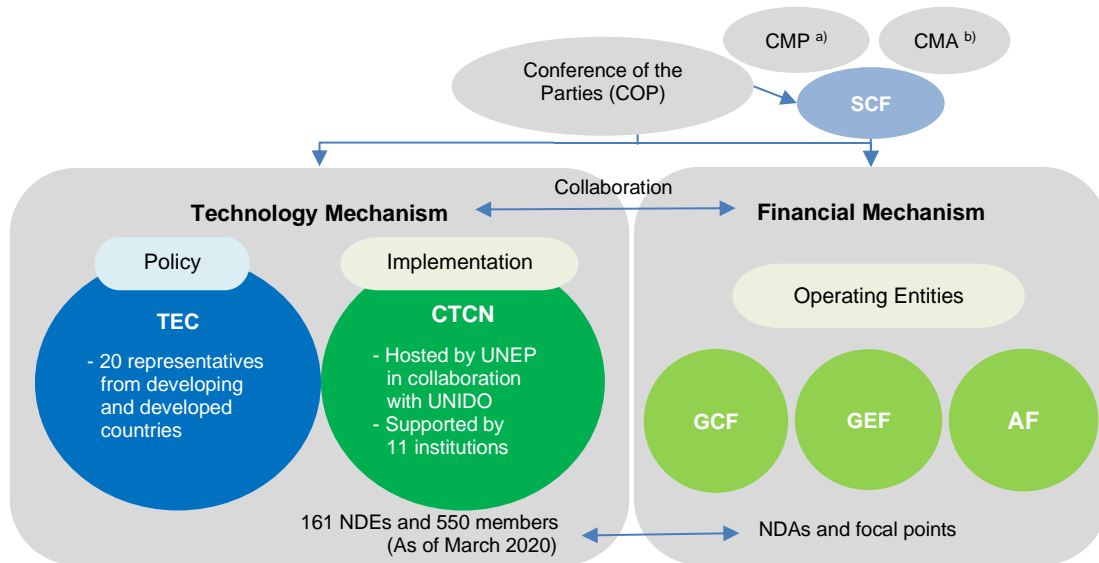 CMP a)
CMA b)
Conference of the
Parties (COP)
SCF
Collaboration
Technology Mechanism
Financial Mechanism
Policy
Implementation
Operating Entities
TEC
- 20 representatives
from developing
and developed
countries
CTCN
- Hosted by UNEP
in collaboration
with UNIDO
- Supported by
11 institutions
GCF
GEF
AF
161 NDEs and 550 members
(As of March 2020)
NDAs and focal points